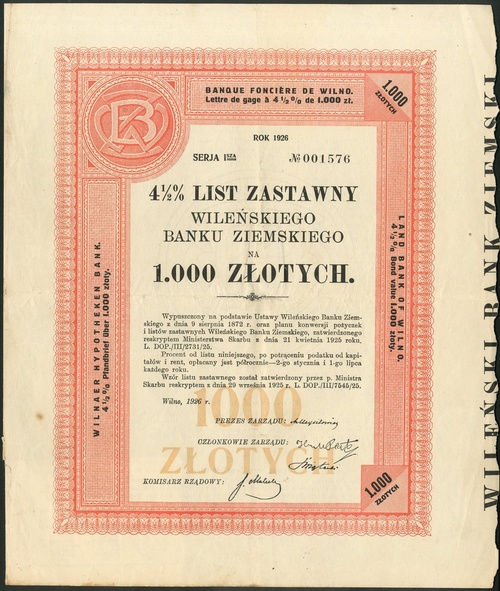 BANQUE FONCIÈRE DE WILNO.
Lettre de gage à 4½% de 1.000 zł.
1.000
ZŁOTYCH
BZ
ROK 1926
SERJA I SZA № 001576
4½% LIST ZASTAWNY
WILEŃSKIEGO
BANKU ZIEMSKIEGO
NA
1.000 ZŁOTYCH.
Wypuszczony na podstawie Ustawy Wileńskiego Banku Ziem-
skiego z dnia 9 sierpnia 1872 r. oraz planu konwersji pożyczek
i listów zastawnych Wileńskiego Banku Ziemskiego, zatwierdzonego
reskryptem Ministerstwa Skarbu z dnia 21 kwietnia 1925 roku,
L. DOP./III/2731/25.
Procent od listu niniejszego, po potrąceniu podatku od kapi-
tałów i rent, opłacany jest półrocznie—2-go stycznia i 1-go lipca
każdego roku.
Wzór listu zastawnego został zatwierdzony przez p. Ministra
Skarbu reskryptem z dnia 29 września 1925 r. L. DOP./III/7545/25.
Wilno, 1926 r.
1000
ZŁOTYCH
PREZES ZARZĄDU:
CZŁONKOWIE ZARZĄDU:
KOMISARZ RZĄDOWY:
1.000
ZŁOTYCH
WILNAER HYPOTHEKEN BANK.
4½% Pfandbrief über 1.000 złoty.
LAND BANK OF WILNO.
4½% Bond value 1.000 zloty.
WILEŃSKI BANK ZIEMSKI